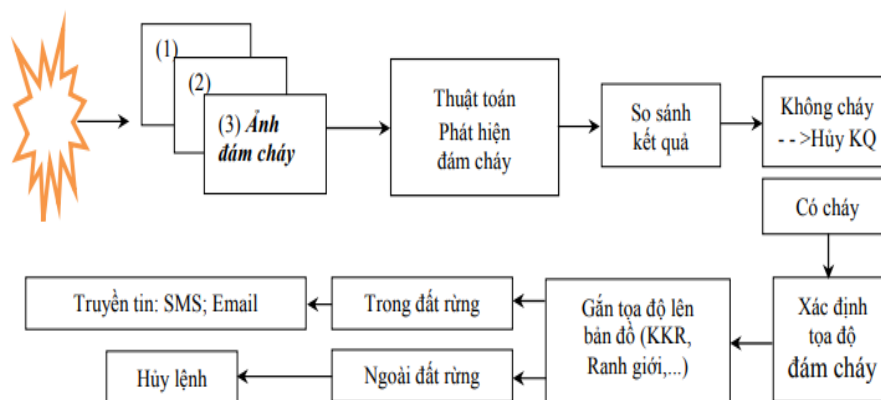 (1)
(2)
(3) Ảnh
đám cháy
Thuật toán
Phát hiện
đám cháy
So sánh
kết quả
Không cháy
- ->Hủy KQ
Có cháy
Xác định
tọa độ
đám cháy
Gắn tọa độ lên
bản đồ (KKR,
Ranh giới,...)
Trong đất rừng
Truyền tin: SMS; Email
Ngoài đất rừng
Hủy lệnh